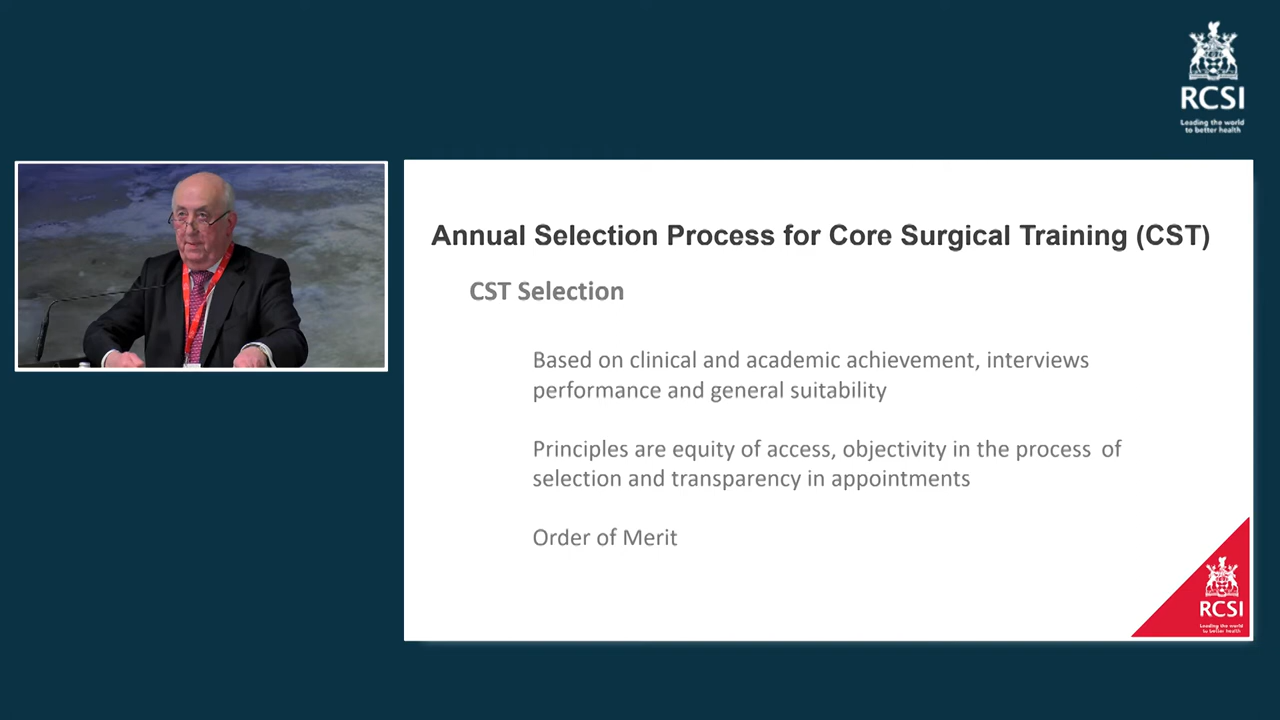 RCSI
Leading the world
to better health
Annual Selection Process for Core Surgical Training (CST)
CST Selection
Based on clinical and academic achievement, interviews
performance and general suitability
Principles are equity of access, objectivity in the process of
selection and transparency in appointments
Order of Merit
RCSI
Leading the world
to better health